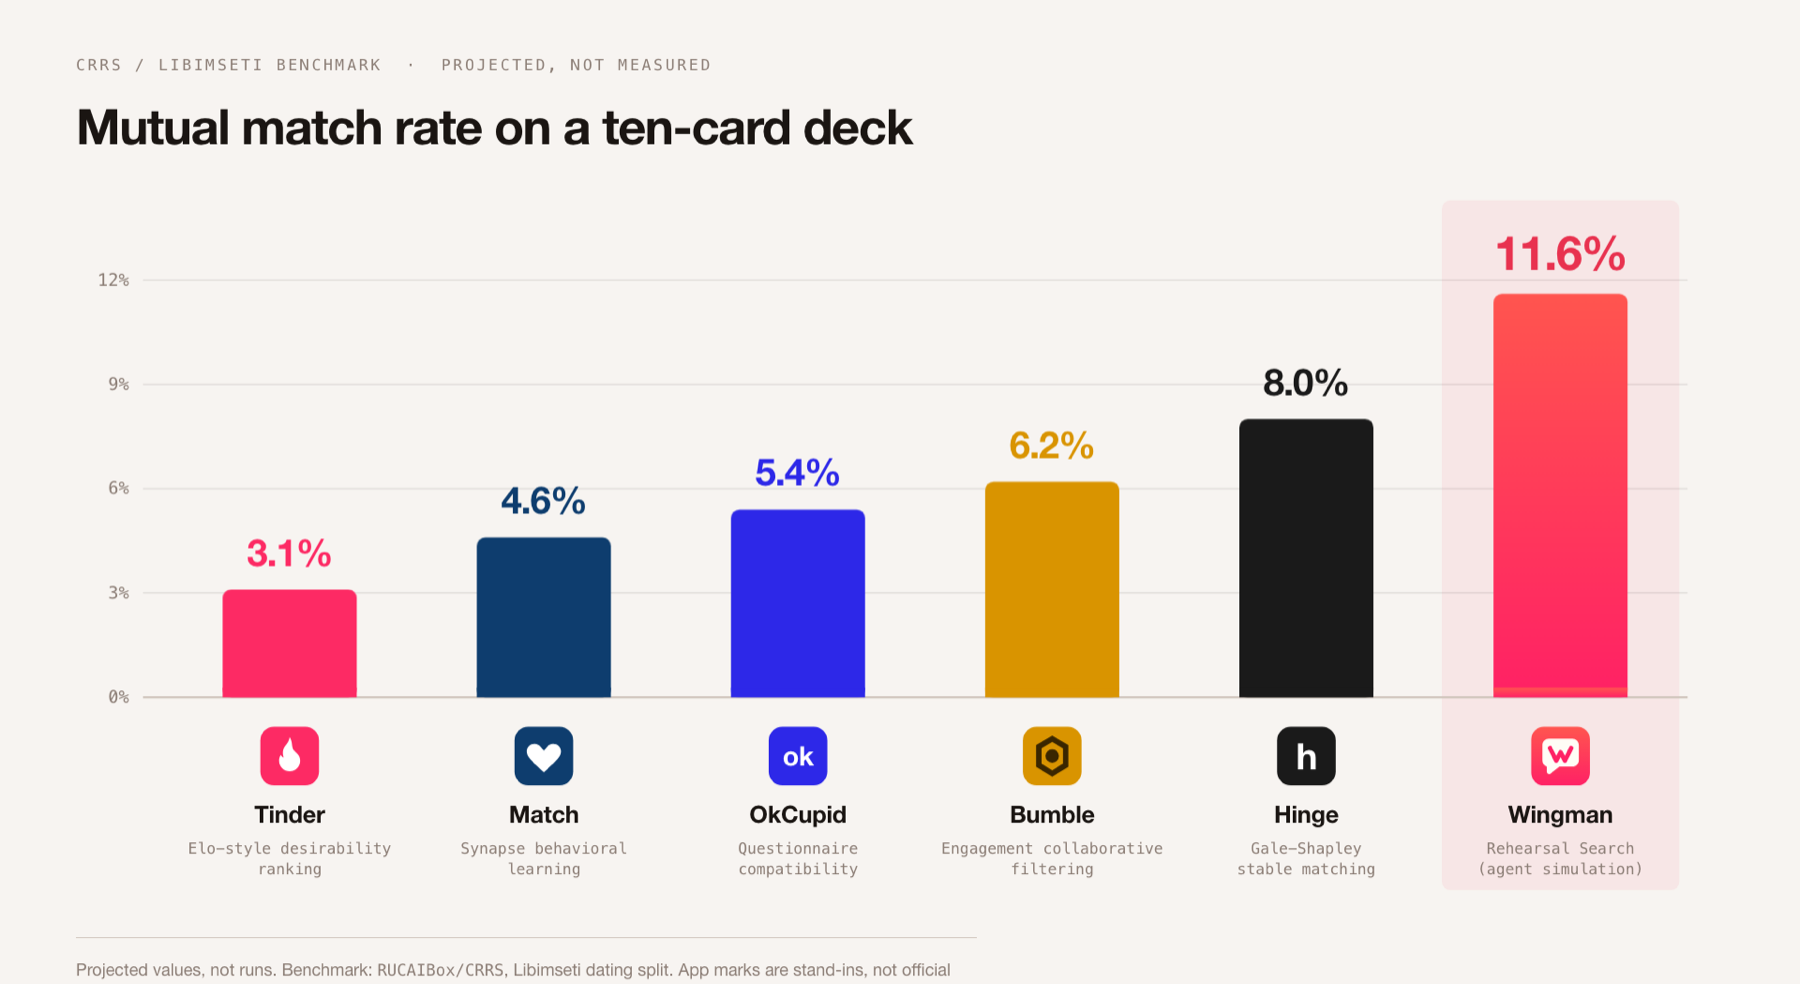 CRRS / LIBIMSETI BENCHMARK · PROJECTED, NOT MEASURED
Mutual match rate on a ten-card deck
12%
9%
6%
3%
0%
3.1%
4.6%
5.4%
6.2%
8.0%
11.6%
ok
h
W
Tinder
Match
OkCupid
Bumble
Hinge
Wingman
Elo-style desirability
ranking
Synapse behavioral
learning
Questionnaire
compatibility
Engagement collaborative
filtering
Gale-Shapley
stable matching
Rehearsal Search
(agent simulation)
Projected values, not runs. Benchmark: RUCAIBox/CRRS, Libimseti dating split. App marks are stand-ins, not official